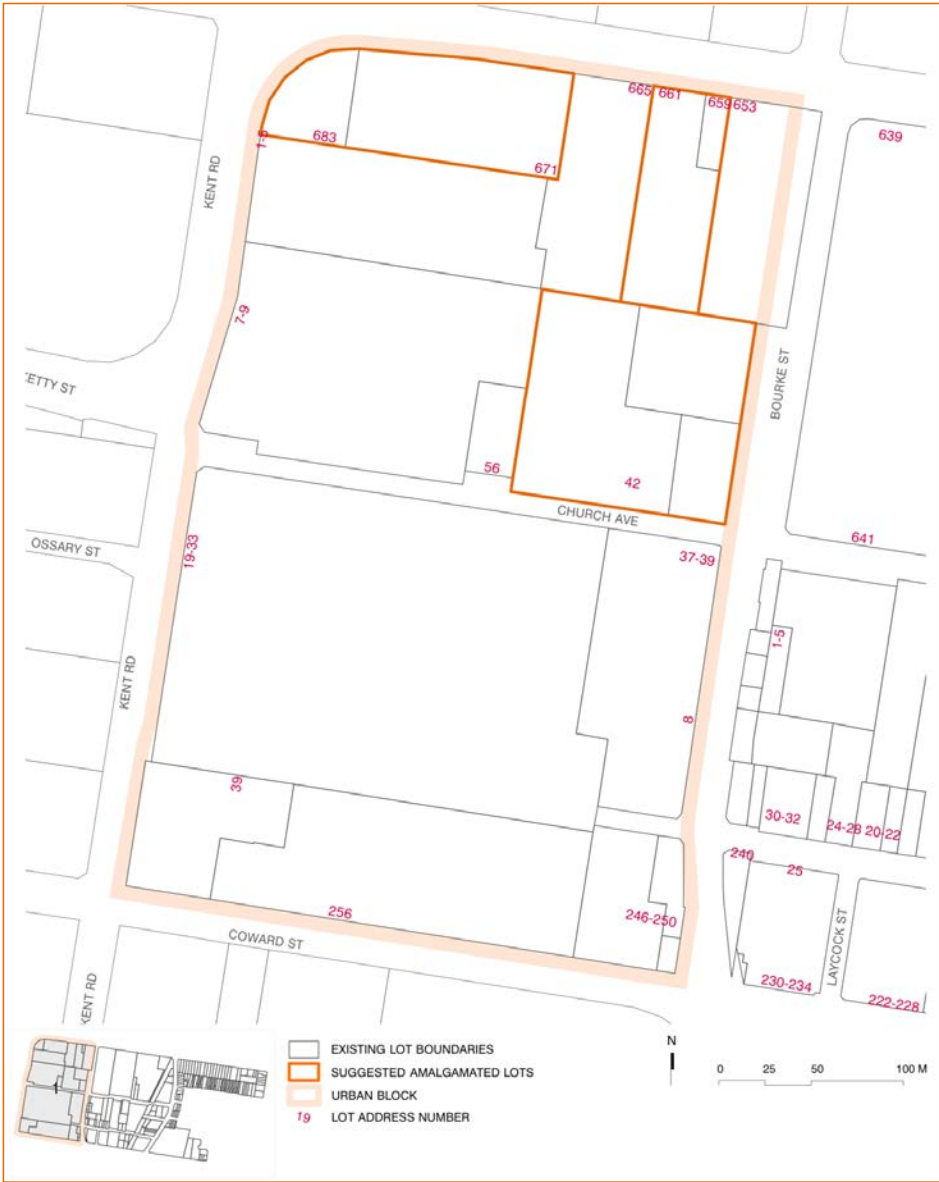 665
661
659
653
639
1-5
683
671
KENT RD
7-9
ETTY ST
BOURKE ST
56
42
CHURCH AVE
OSSARY ST
19-33
37-39
641
1-5
KENT RD
8
39
30-32
24-28
20-22
240
25
256
246-250
COWARD ST
LAYCOCK ST
230-234
222-228
KENT RD
EXISTING LOT BOUNDARIES
SUGGESTED AMALGAMATED LOTS
URBAN BLOCK
19 LOT ADDRESS NUMBER
N
0 25 50 100 M